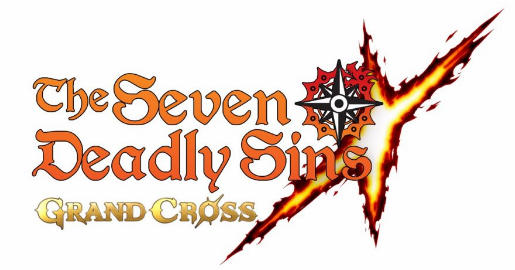 The Seven
Deadly Sins
GRAND CROSS